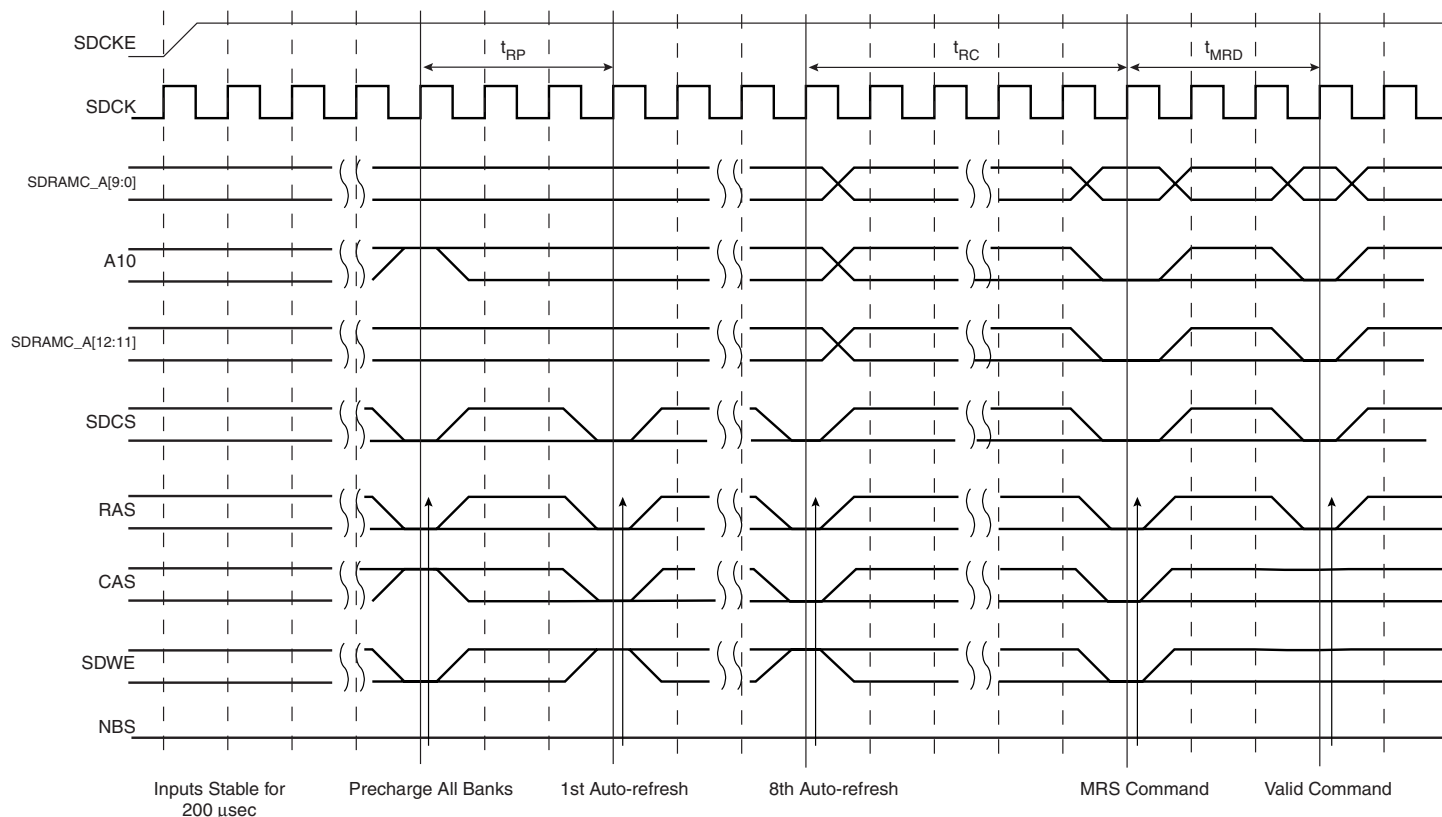 SDCKE
t_RP
t_RC
t_MRD
SDCK
SDRAMC_A[9:0]
A10
SDRAMC_A[12:11]
SDCS
RAS
CAS
SDWE
NBS
Inputs Stable for
200 μsec
Precharge All Banks
1st Auto-refresh
8th Auto-refresh
MRS Command
Valid Command